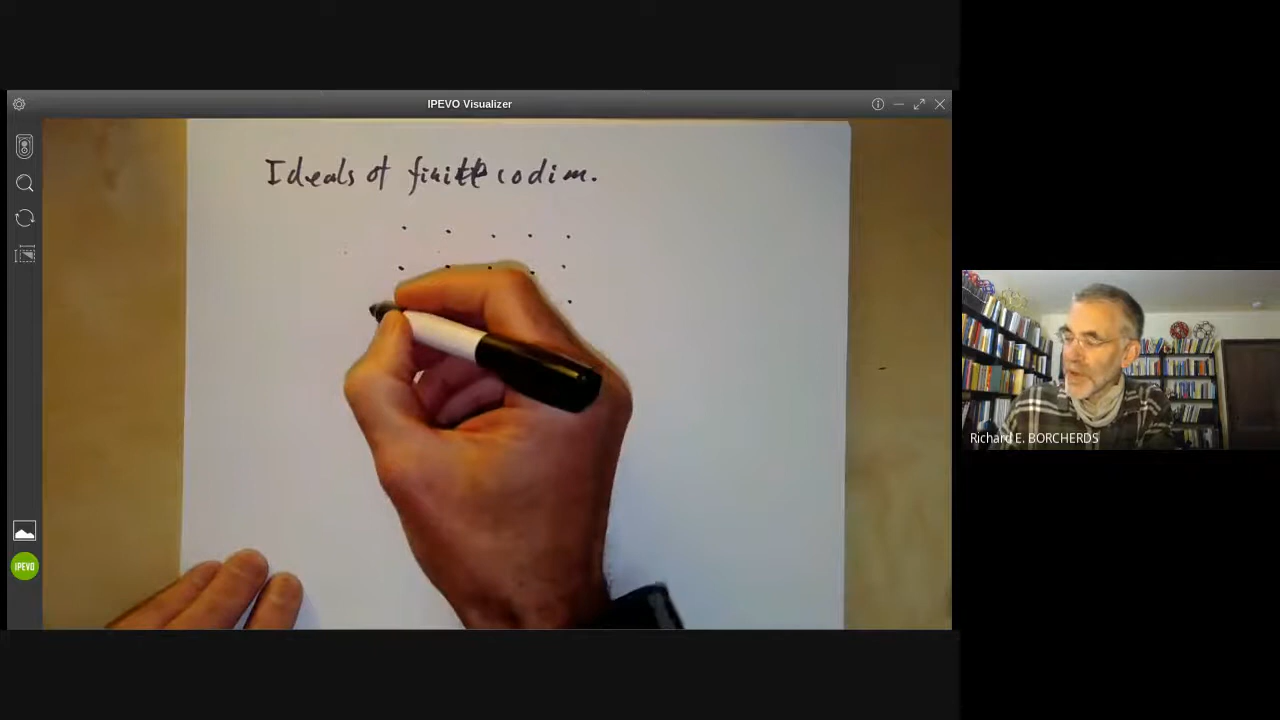 IPEVO Visualizer
Ideals of finite codim.
IPEVO
Richard E. BORCHERDS